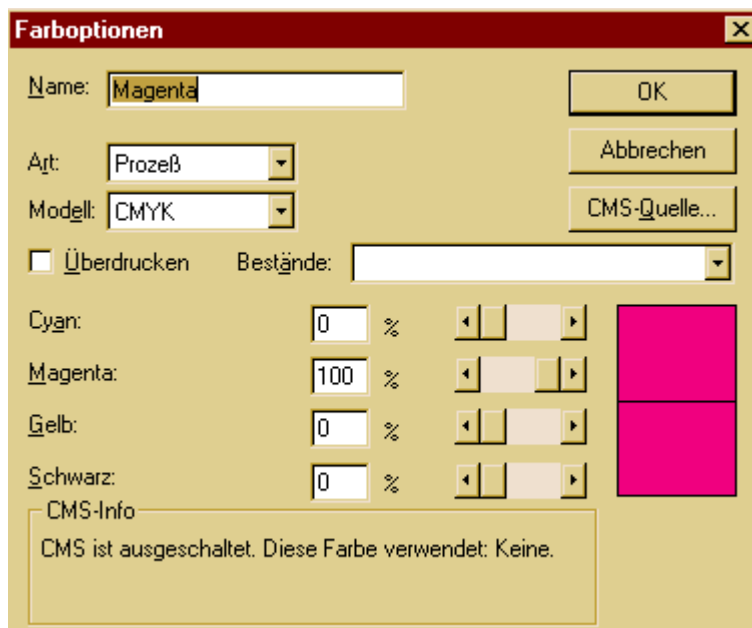 Farboptionen
Name: Magenta
OK
Art: Prozeß
Abbrechen
Modell: CMYK
CMS-Quelle...
Überdrucken Bestände:
Cyan: 0 %
Magenta: 100 %
Gelb: 0 %
Schwarz: 0 %
CMS-Info
CMS ist ausgeschaltet. Diese Farbe verwendet: Keine.